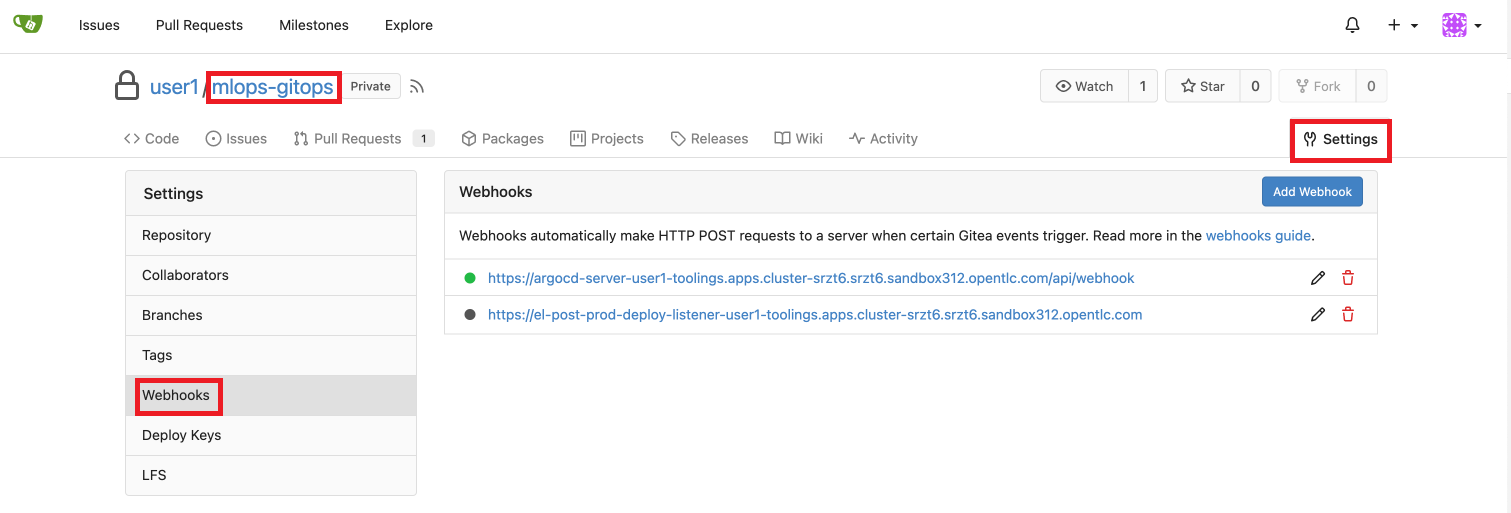 Issues Pull Requests Milestones Explore
user1/mlops-gitops Private Watch 1 Star 0 Fork 0
Code Issues Pull Requests 1 Packages Projects Releases Wiki Activity Settings
Settings
Repository
Collaborators
Branches
Tags
Webhooks
Deploy Keys
LFS
Webhooks Add Webhook
Webhooks automatically make HTTP POST requests to a server when certain Gitea events trigger. Read more in the webhooks guide.
https://argocd-server-user1-toolings.apps.cluster-srzt6.srzt6.sandbox312.opentlc.com/api/webhook
https://el-post-prod-deploy-listener-user1-toolings.apps.cluster-srzt6.srzt6.sandbox312.opentlc.com